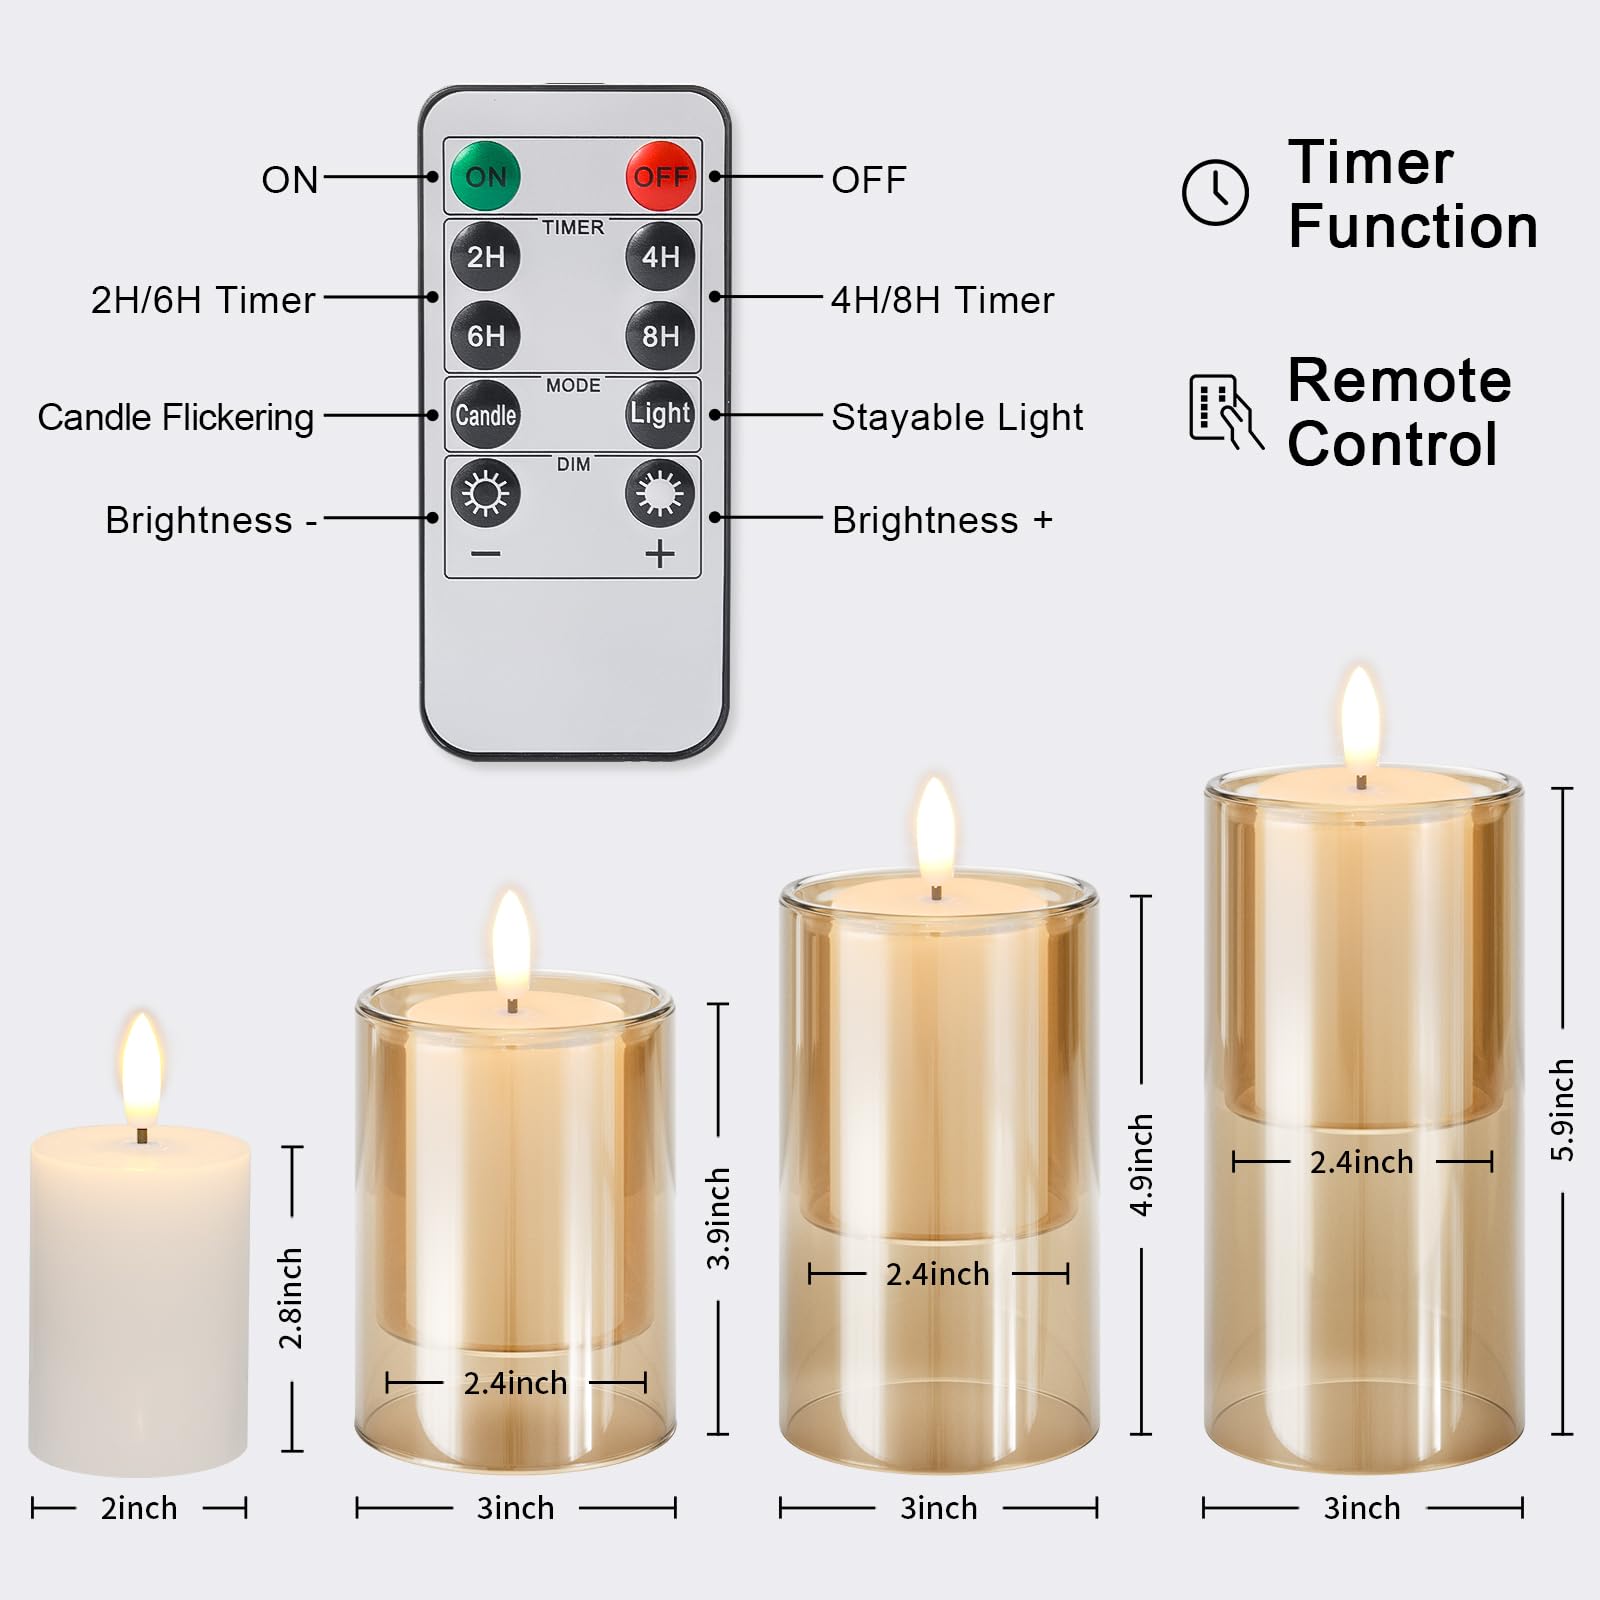 ON
OFF
2H/6H Timer
4H/8H Timer
Candle Flickering
Stayable Light
Brightness -
Brightness +
ON OFF
TIMER
2H 4H
6H 8H
MODE
Candle Light
DIM
− +
Timer
Function
Remote
Control
2.8inch
2inch
3.9inch
2.4inch
3inch
4.9inch
2.4inch
3inch
5.9inch
2.4inch
3inch